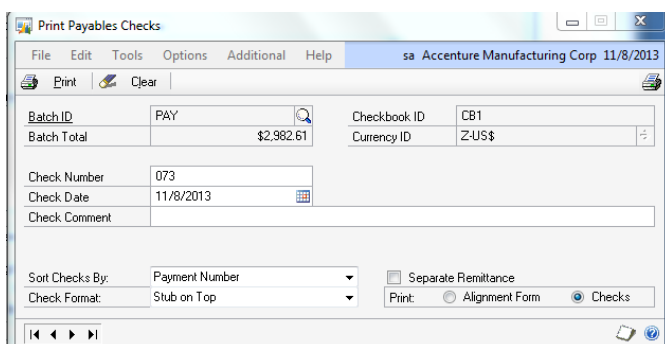 Print Payables Checks
File Edit Tools Options Additional Help sa Accenture Manufacturing Corp 11/8/2013
Print Clear
Batch ID PAY Checkbook ID CB1
Batch Total $2,982.61 Currency ID Z-US$
Check Number 073
Check Date 11/8/2013
Check Comment
Sort Checks By: Payment Number Separate Remittance
Check Format: Stub on Top Print: Alignment Form Checks